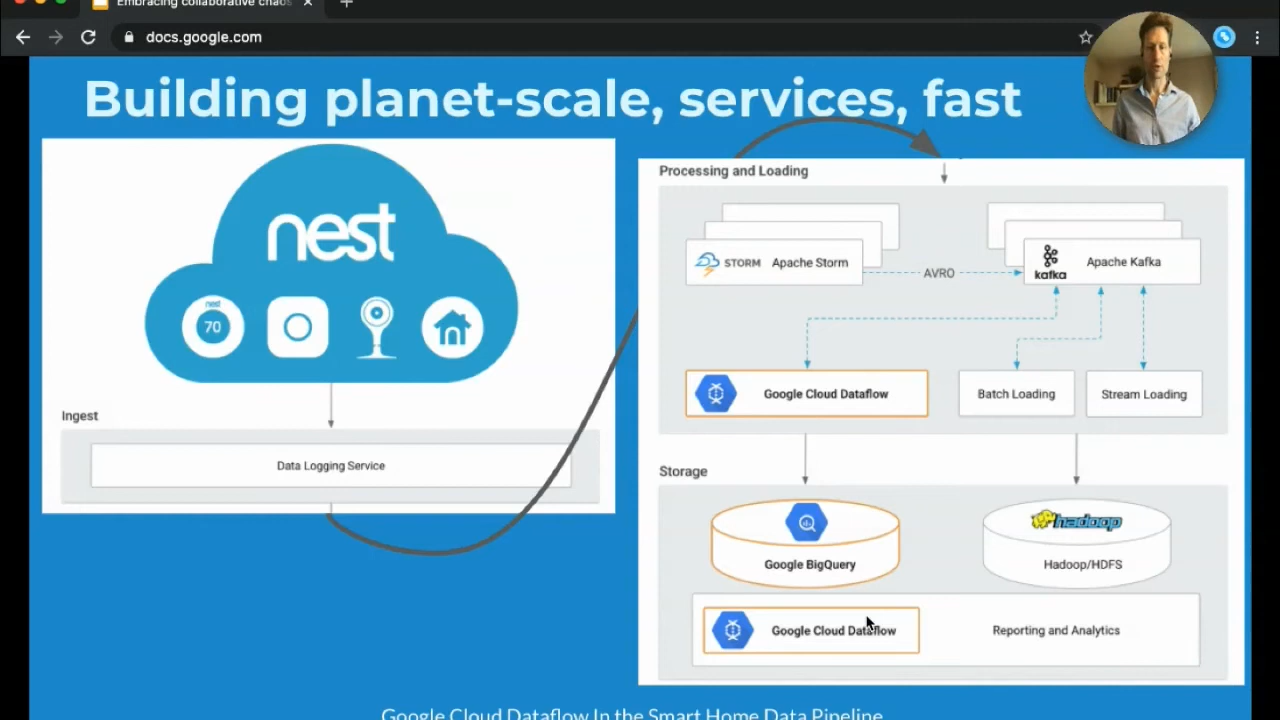 Embracing collaborative chaos
docs.google.com
Building planet-scale, services, fast
nest
nest
70
Ingest
Data Logging Service
Processing and Loading
STORM Apache Storm
AVRO
kafka Apache Kafka
Google Cloud Dataflow
Batch Loading
Stream Loading
Storage
Google BigQuery
hadoop
Hadoop/HDFS
Google Cloud Dataflow
Reporting and Analytics
Google Cloud Dataflow In the Smart Home Data Pipeline